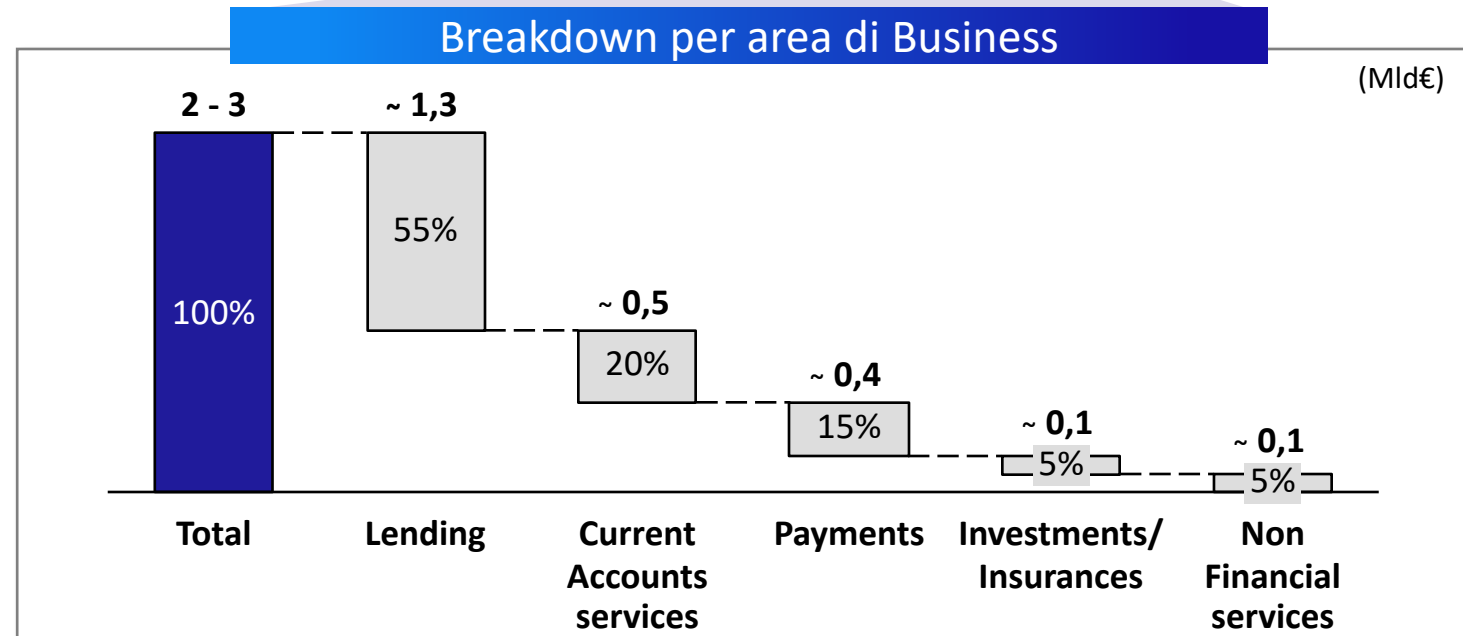 Breakdown per area di Business
(Mld€)
2 - 3
~ 1,3
~ 0,5
~ 0,4
~ 0,1
~ 0,1
100%
55%
20%
15%
5%
5%
Total
Lending
Current
Accounts
services
Payments
Investments/
Insurances
Non
Financial
services